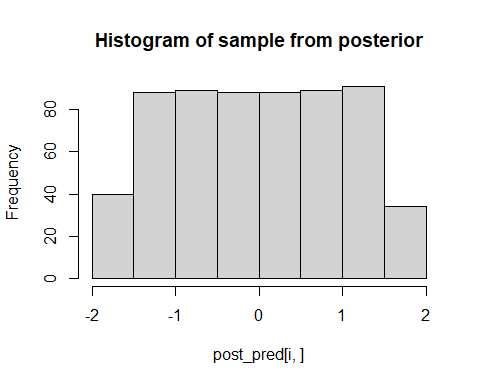 Histogram of sample from posterior
Frequency
80
60
40
20
0
-2 -1 0 1 2
post_pred[i, ]